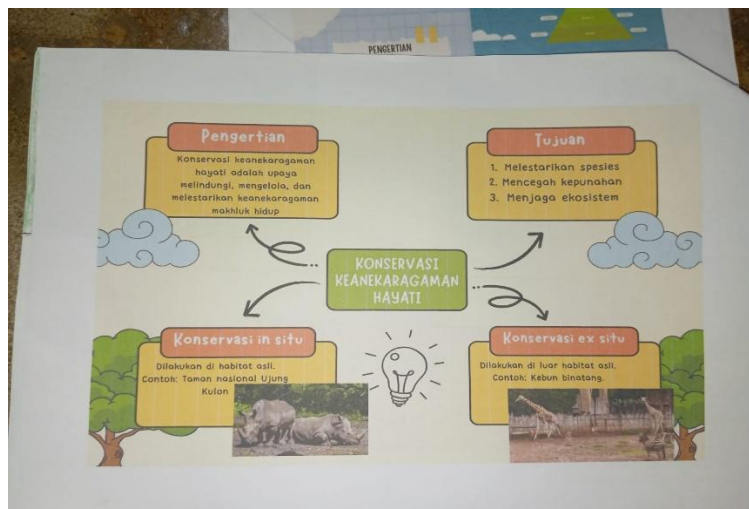 PENGERTIAN
Pengertian
Konservasi keanekaragaman
hayati adalah upaya
melindungi, mengelola, dan
melestarikan keanekaragaman
makhluk hidup
Tujuan
1. Melestarikan spesies
2. Mencegah kepunahan
3. Menjaga ekosistem
KONSERVASI
KEANEKARAGAMAN
HAYATI
Konservasi in situ
Dilakukan di habitat asli.
Contoh: Taman nasional Ujung
Kulon
Konservasi ex situ
Dilakukan di luar habitat asli.
Contoh: Kebun binatang.